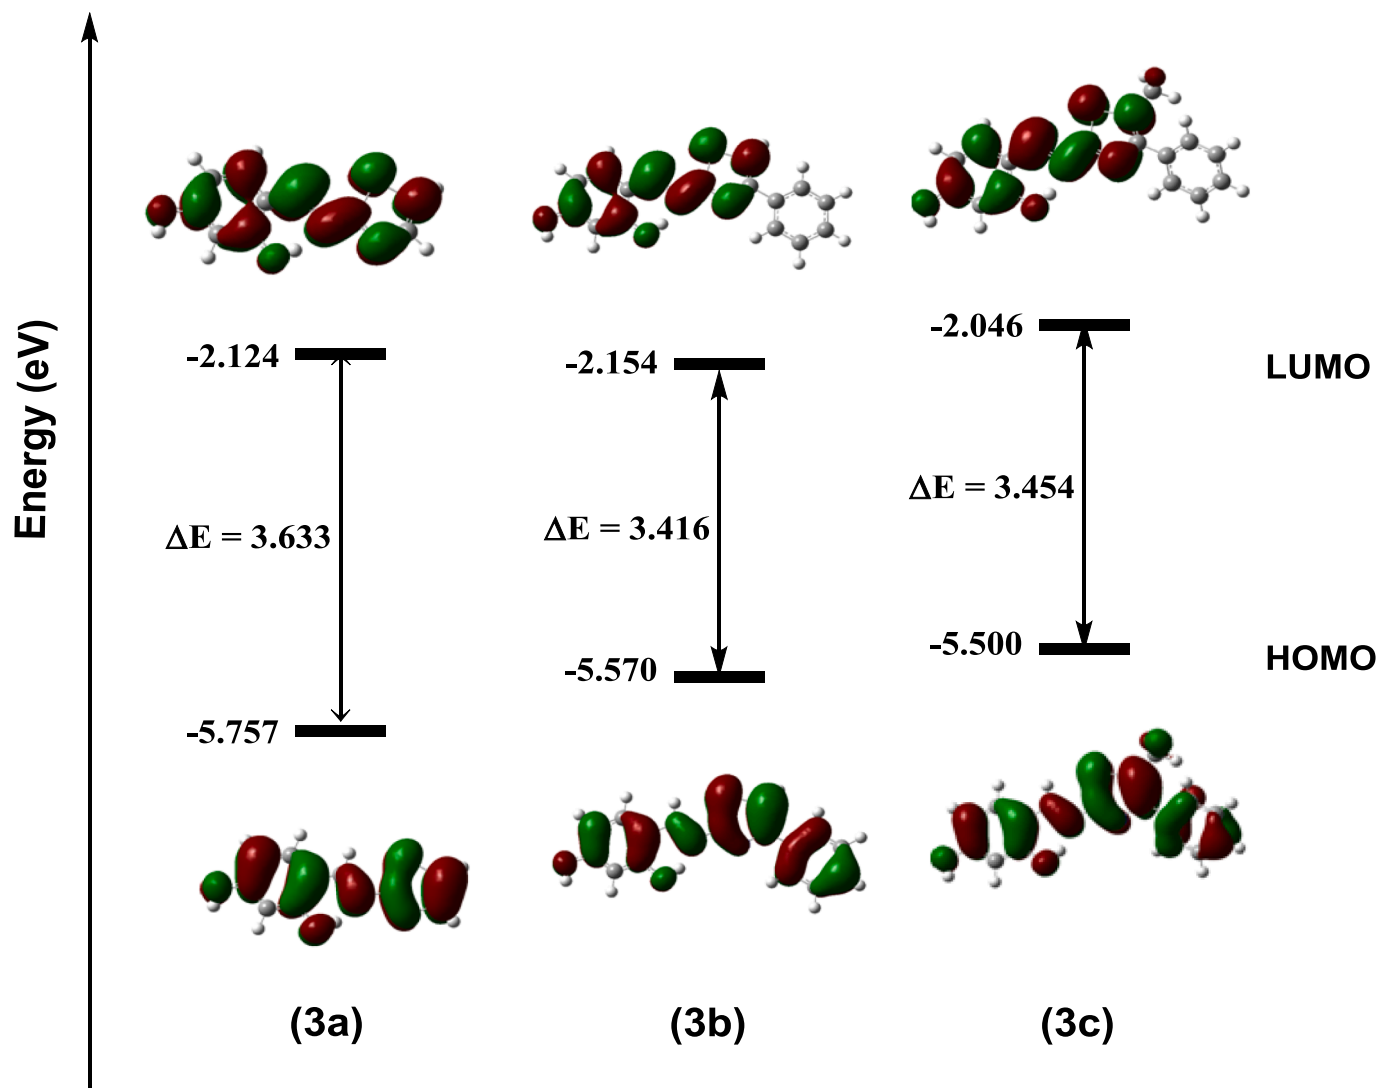 Energy (eV)
-2.124
-2.154
-2.046
LUMO
ΔE = 3.633
ΔE = 3.416
ΔE = 3.454
-5.757
-5.570
-5.500
HOMO
(3a)
(3b)
(3c)